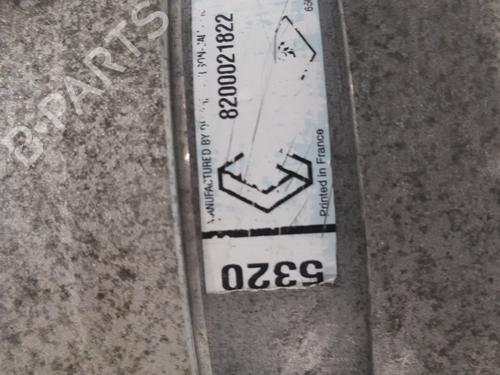 MANUFACTURED BY
8200021822
Printed in France
5320
B-PARTS